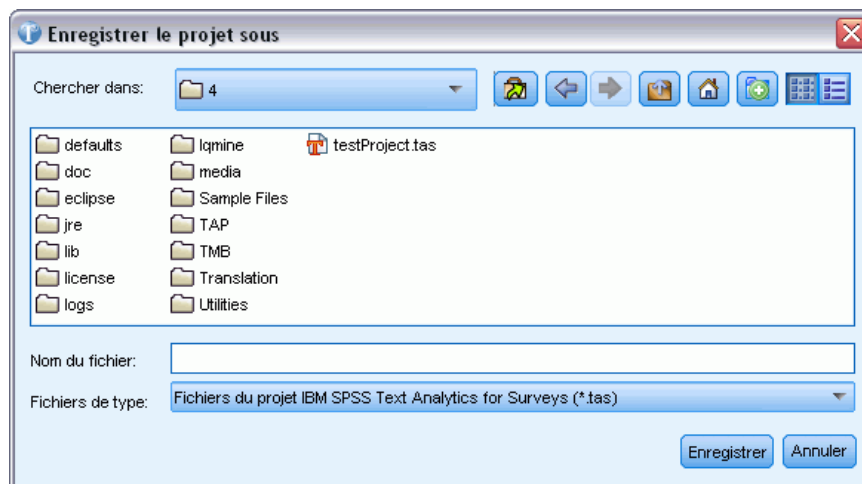 Enregistrer le projet sous
Chercher dans:
4
defaults
doc
eclipse
jre
lib
license
logs
lqmine
media
Sample Files
TAP
TMB
Translation
Utilities
testProject.tas
Nom du fichier:
Fichiers de type:
Fichiers du projet IBM SPSS Text Analytics for Surveys (*.tas)
Enregistrer
Annuler